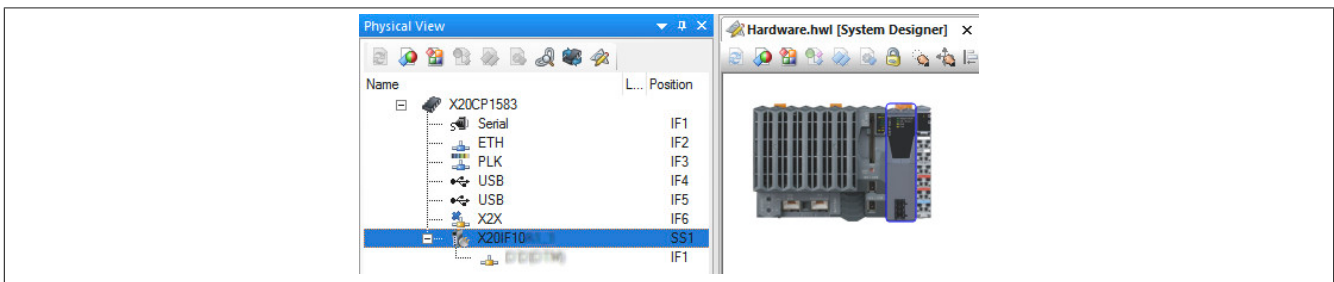 Physical View
Hardware.hwl [System Designer]
Name L... Position
X20CP1583
Serial IF1
ETH IF2
PLK IF3
USB IF4
USB IF5
X2X IF6
X20IF10 SS1
IF1